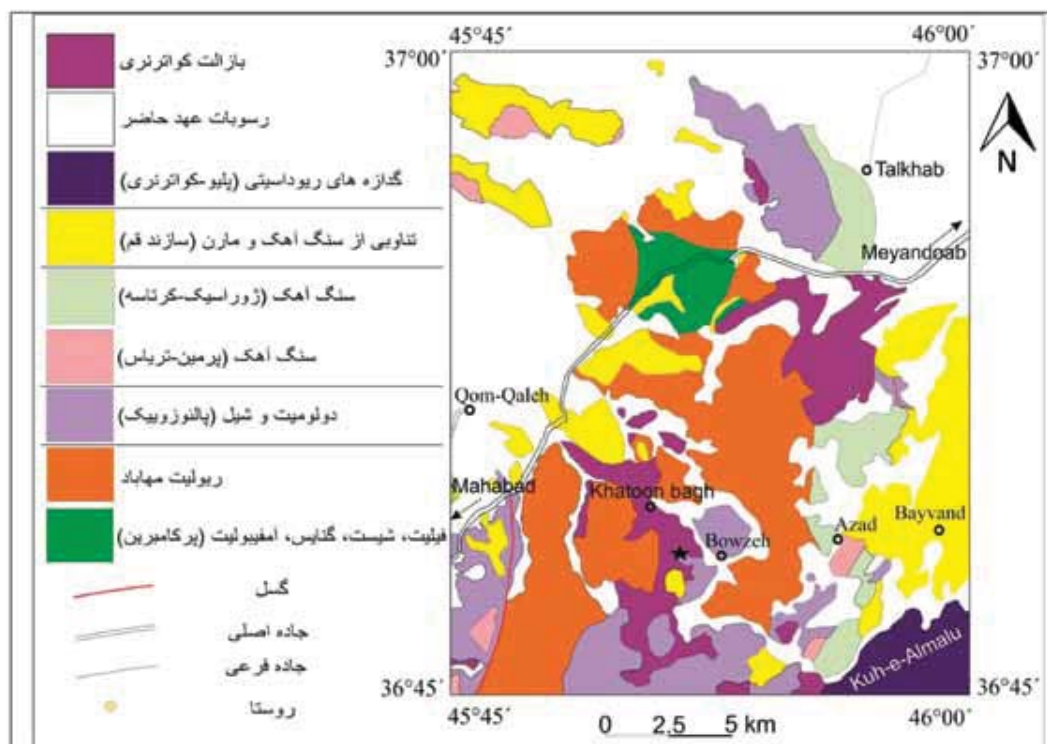 بازالت کواترنری
رسوبات عهد حاضر
گدازه های ریوداسیتی (پلیو-کواترنری)
تناوبی از سنگ آهک و مارن (سازند قم)
سنگ آهک (ژوراسیک-کرتاسه)
سنگ آهک (پرمین-تریاس)
دولومیت و شیل (پالئوزوییک)
ریولیت مهاباد
فیلیت، شیست، گنایس، آمفیبولیت (پرکامبرین)
گسل
جاده اصلی
جاده فرعی
روستا
45°45'
46°00'
37°00'
37°00'
N
Talkhab
Meyandoab
Qom-Qaleh
Mahabad
Khatoon bagh
Bowzeh
Azad
Bayvand
Kuh-e-Almalu
36°45'
36°45'
45°45'
46°00'
0 2.5 5 km